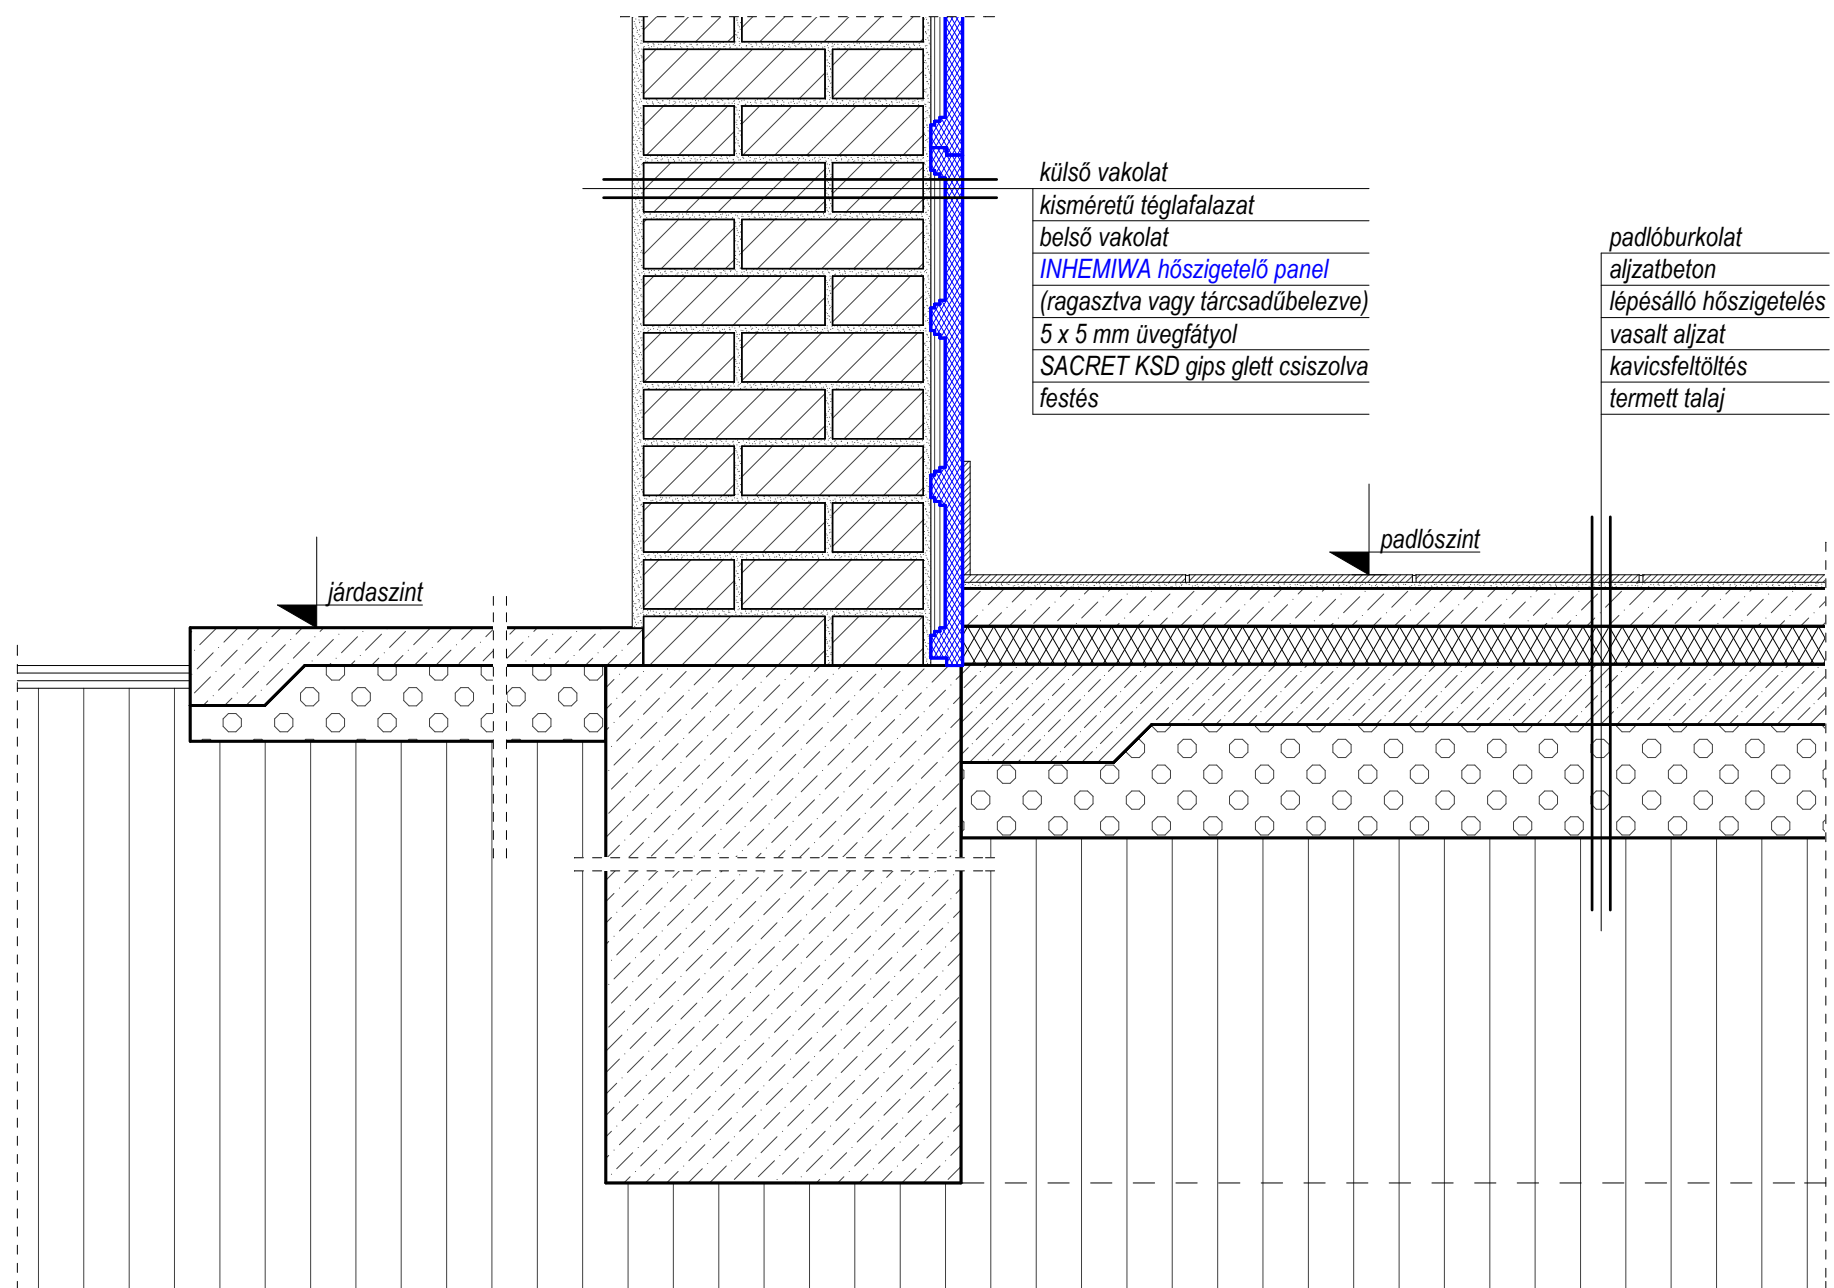 külső vakolat
kisméretű téglafalazat
belső vakolat
INHEMIWA hőszigetelő panel
(ragasztva vagy tárcsadűbelezve)
5 x 5 mm üvegfátyol
SACRET KSD gips glett csiszolva
festés
padlóburkolat
aljzatbeton
lépésálló hőszigetelés
vasalt aljzat
kavicsfeltöltés
termett talaj
padlószint
járdaszint